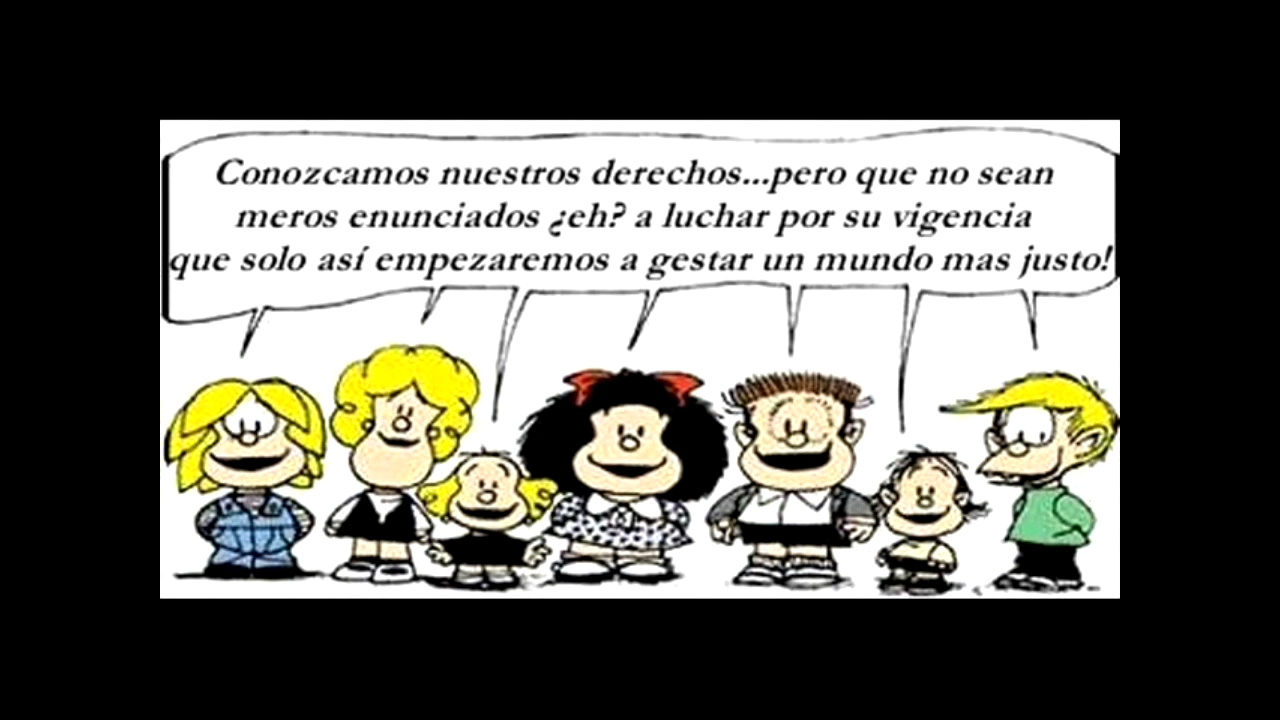 Conozcamos nuestros derechos...pero que no sean
meros enunciados ¿eh? a luchar por su vigencia
que solo así empezaremos a gestar un mundo mas justo!